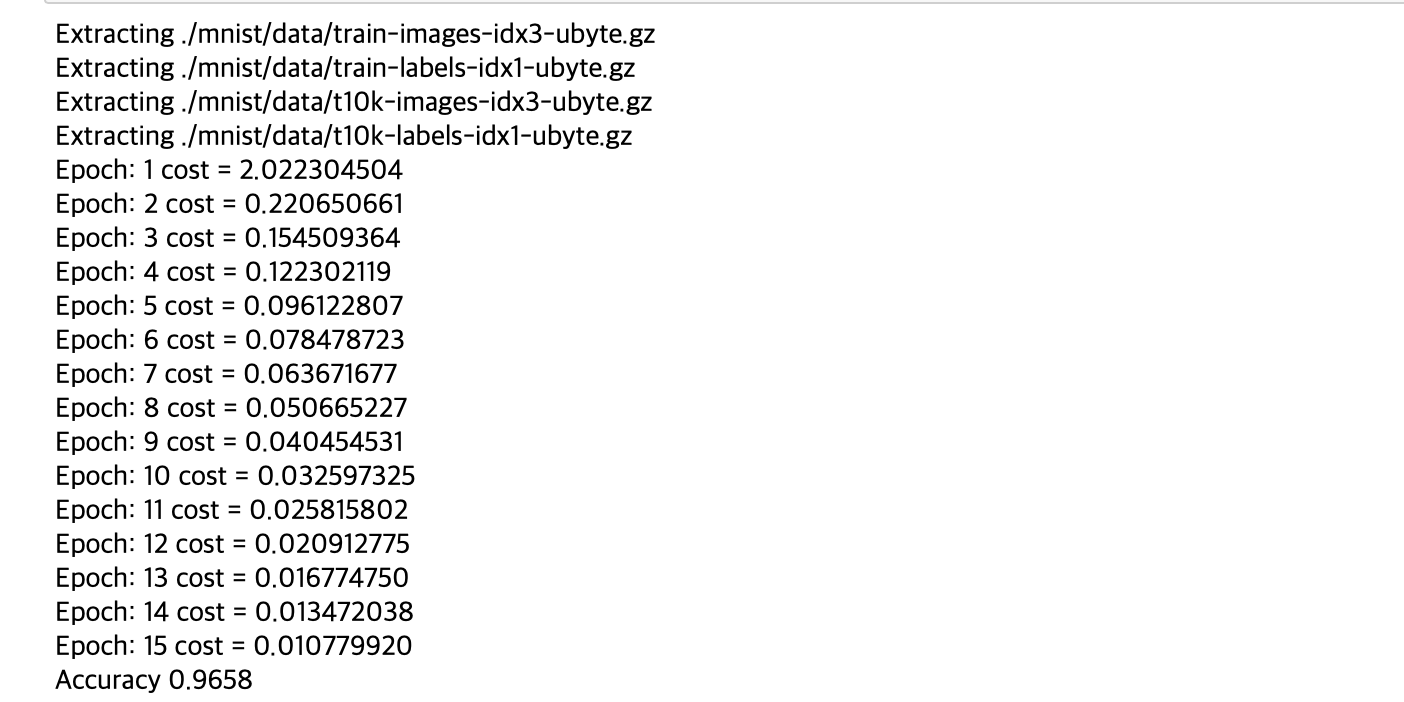 Extracting ./mnist/data/train-images-idx3-ubyte.gz
Extracting ./mnist/data/train-labels-idx1-ubyte.gz
Extracting ./mnist/data/t10k-images-idx3-ubyte.gz
Extracting ./mnist/data/t10k-labels-idx1-ubyte.gz
Epoch: 1 cost = 2.022304504
Epoch: 2 cost = 0.220650661
Epoch: 3 cost = 0.154509364
Epoch: 4 cost = 0.122302119
Epoch: 5 cost = 0.096122807
Epoch: 6 cost = 0.078478723
Epoch: 7 cost = 0.063671677
Epoch: 8 cost = 0.050665227
Epoch: 9 cost = 0.040454531
Epoch: 10 cost = 0.032597325
Epoch: 11 cost = 0.025815802
Epoch: 12 cost = 0.020912775
Epoch: 13 cost = 0.016774750
Epoch: 14 cost = 0.013472038
Epoch: 15 cost = 0.010779920
Accuracy 0.9658